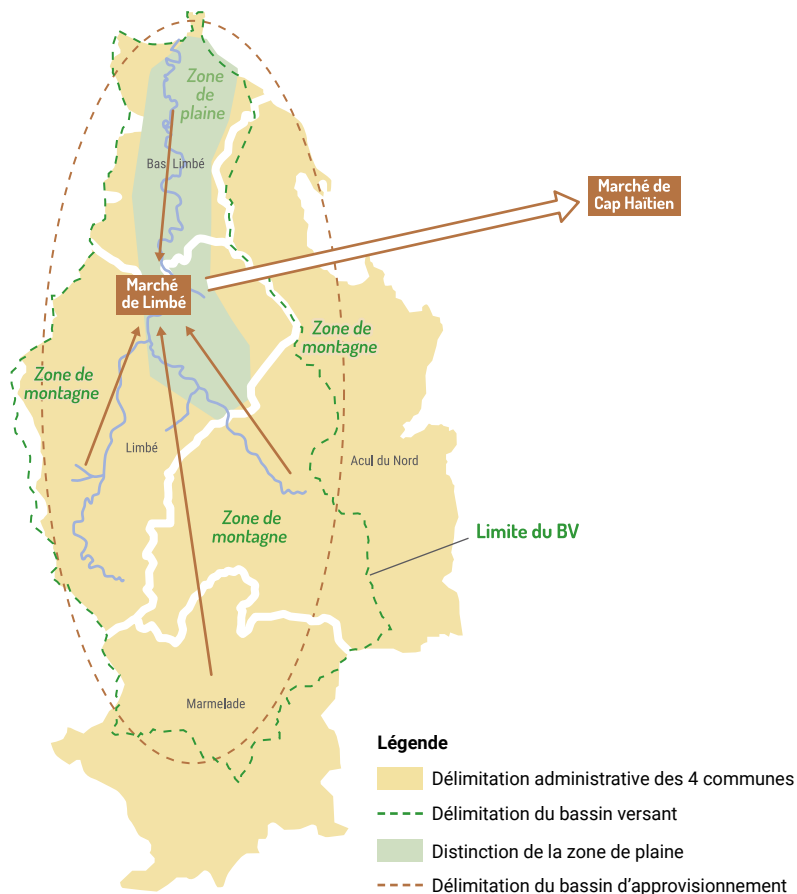 Zone
de
plaine
Bas Limbé
Marché de
Cap Haïtien
Marché
de Limbé
Zone de
montagne
Zone de
montagne
Limbé
Acul du Nord
Zone de
montagne
Limite du BV
Marmelade
Légende
Délimitation administrative des 4 communes
Délimitation du bassin versant
Distinction de la zone de plaine
Délimitation du bassin d’approvisionnement